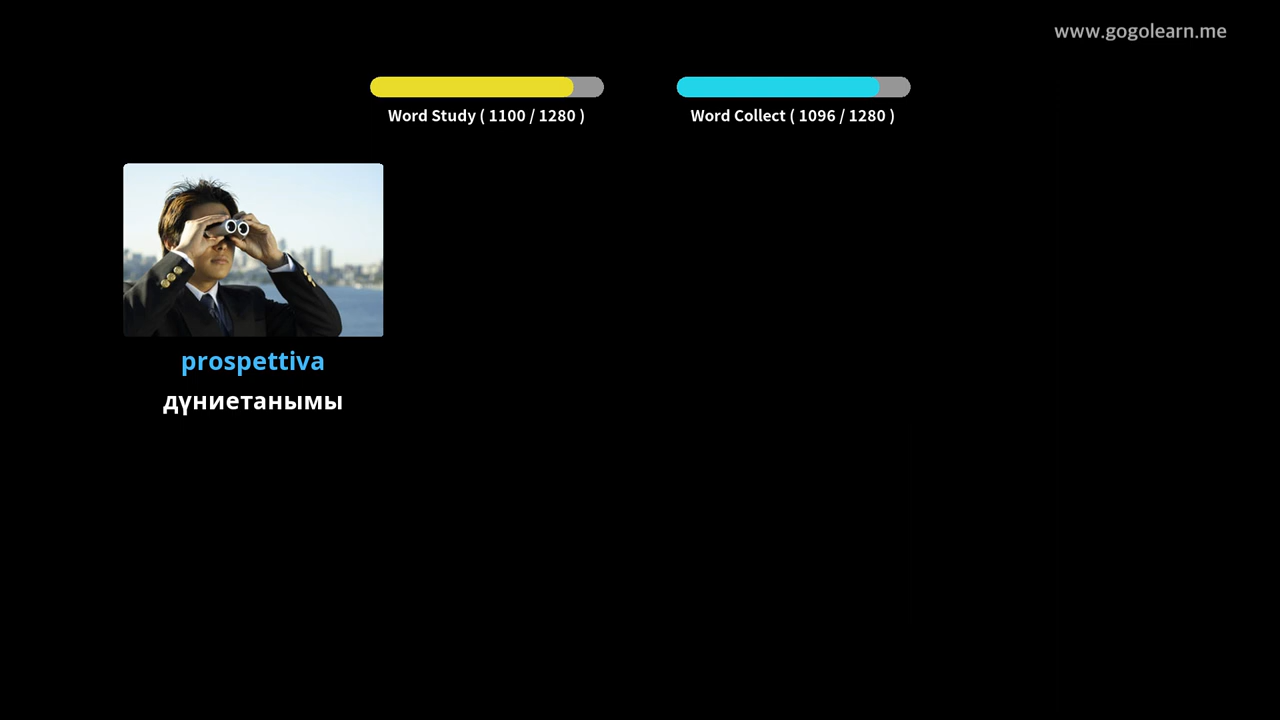 www.gogolearn.me
Word Study ( 1100 / 1280 )
Word Collect ( 1096 / 1280 )
prospettiva
дүниетанымы